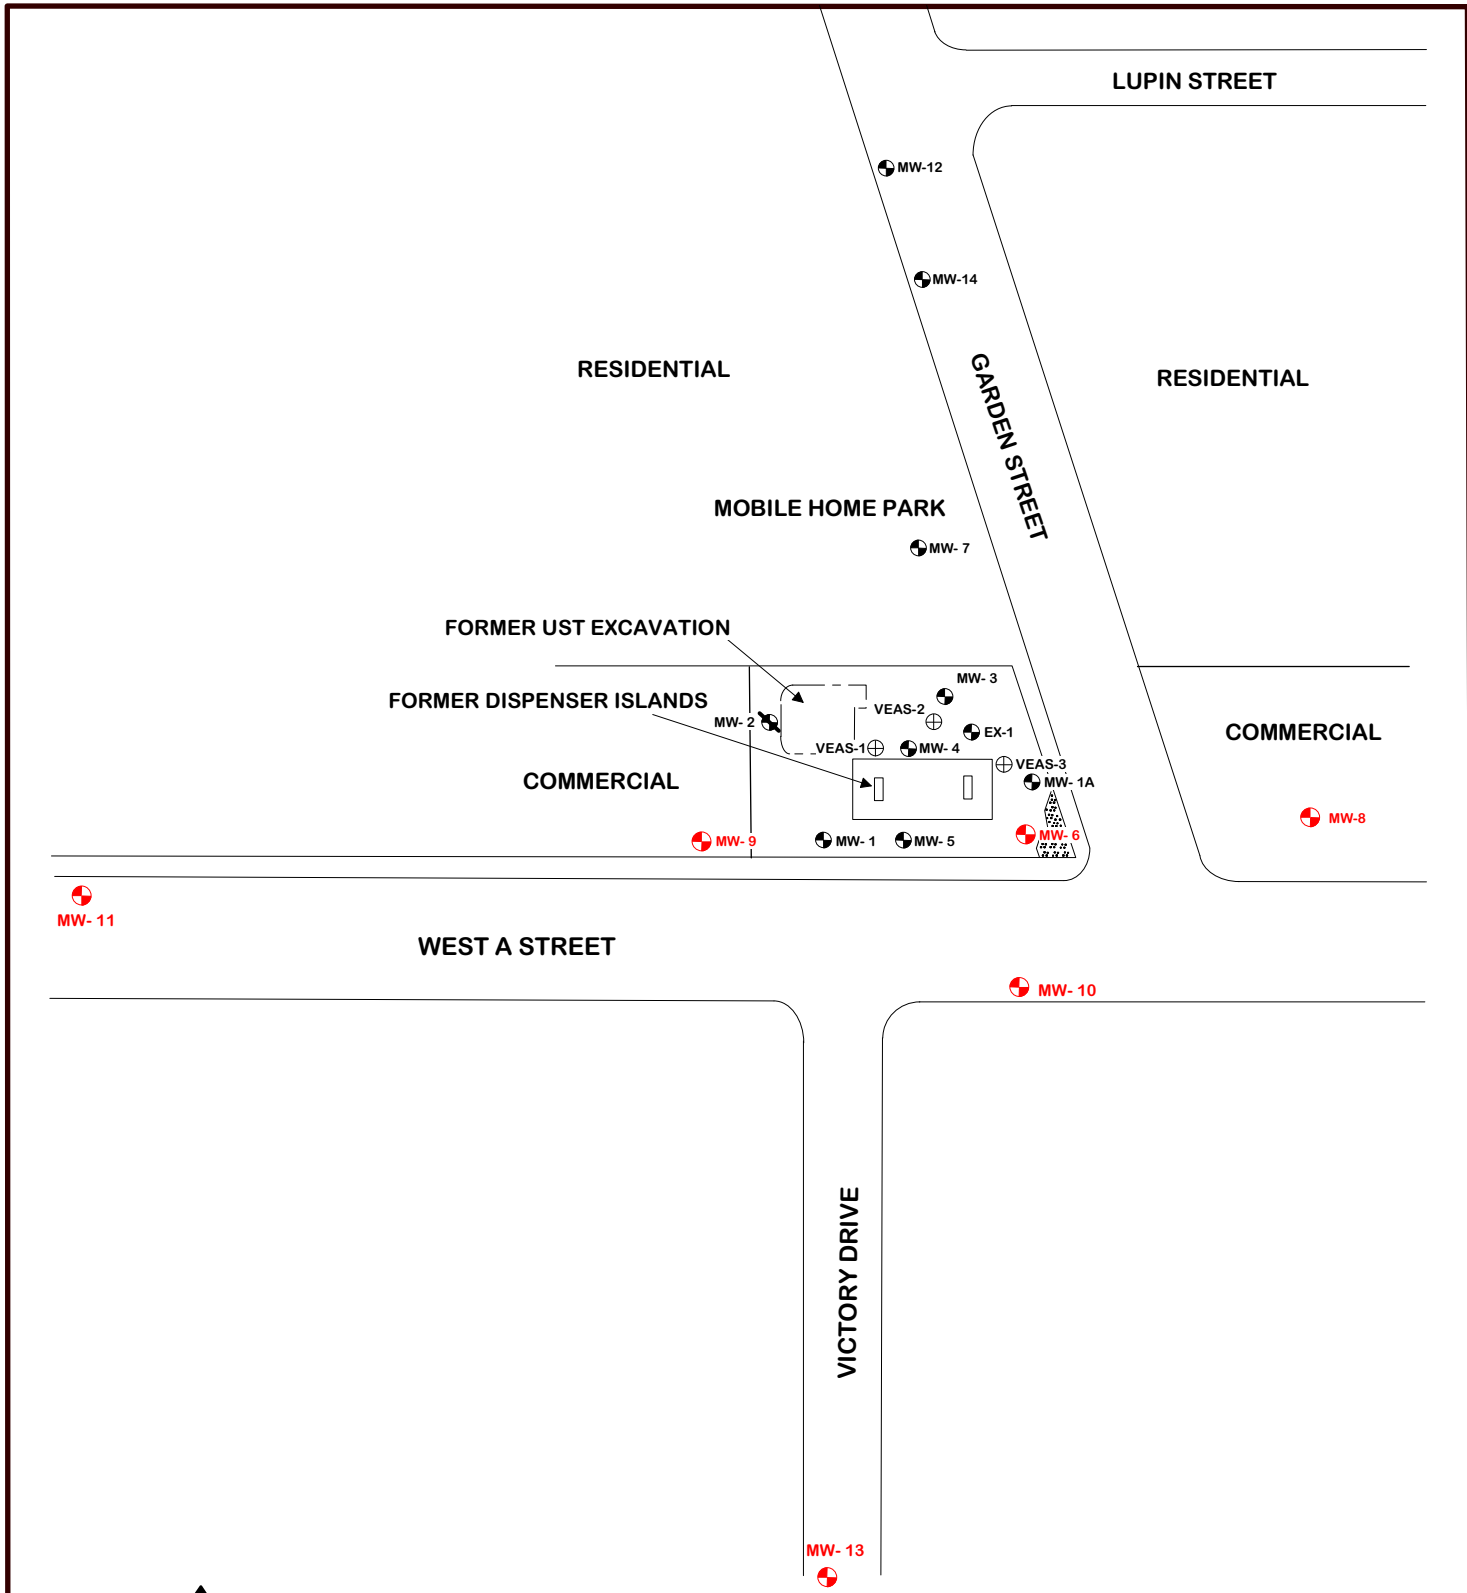 LUPIN STREET
MW-12
MW-14
RESIDENTIAL
RESIDENTIAL
GARDEN STREET
MOBILE HOME PARK
MW- 7
FORMER UST EXCAVATION
MW- 3
FORMER DISPENSER ISLANDS
VEAS-2
MW- 2
EX-1
COMMERCIAL
VEAS-1
MW- 4
VEAS-3
COMMERCIAL
MW- 1A
MW-8
MW- 9
MW- 1
MW- 5
MW- 6
MW- 11
WEST A STREET
MW- 10
VICTORY DRIVE
MW- 13